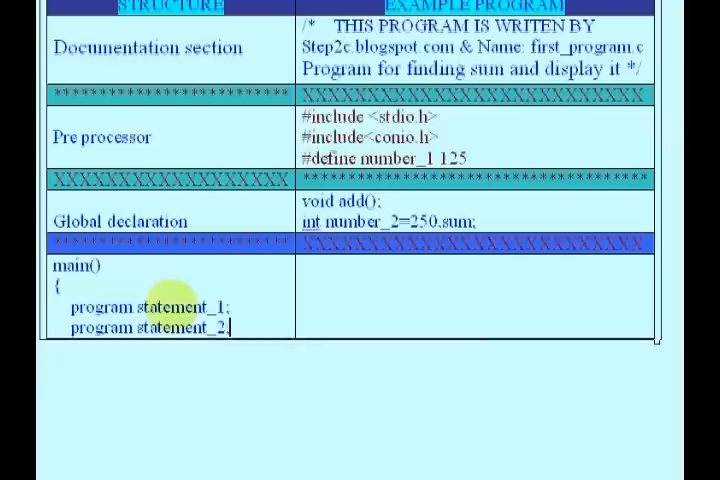 STRUCTURE
EXAMPLE PROGRAM
Documentation section
/* THIS PROGRAM IS WRITEN BY
Step2c.blogspot.com & Name: first_program.c
Program for finding sum and display it */
**************************
XXXXXXXXXXXXXXXXXXXXXXXXXX
Pre processor
#include <stdio.h>
#include<conio.h>
#define number_1 125
XXXXXXXXXXXXXXXXXX
**********************************
Global declaration
void add();
int number_2=250.sum;
**************************
XXXXXXXXXXXXXXXXXXXXXXXXXX
main()
{
program statement_1;
program statement_2;